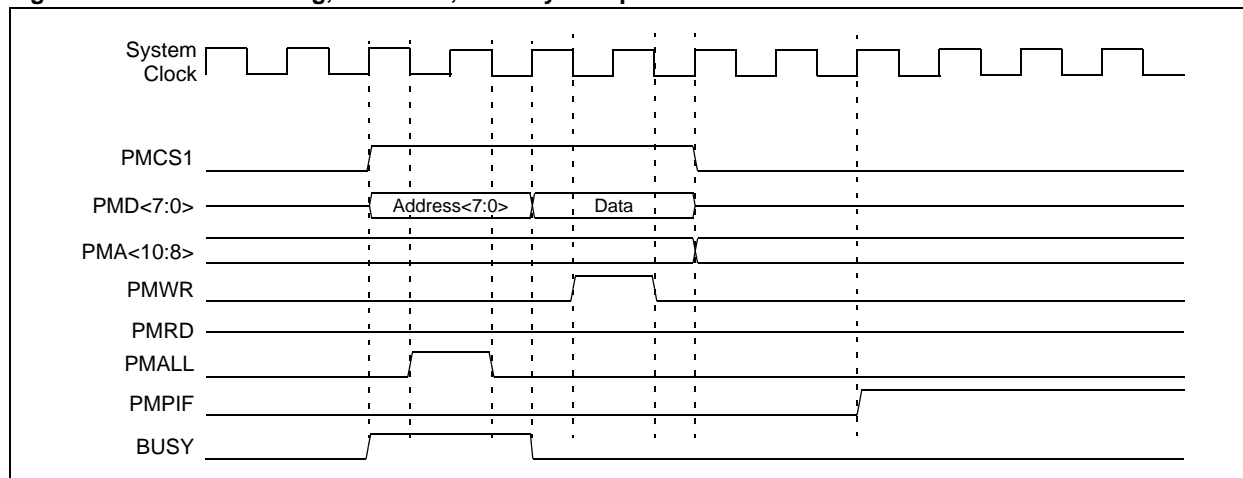 System
Clock
PMCS1
PMD<7:0>
Address<7:0>
Data
PMA<10:8>
PMWR
PMRD
PMALL
PMPIF
BUSY